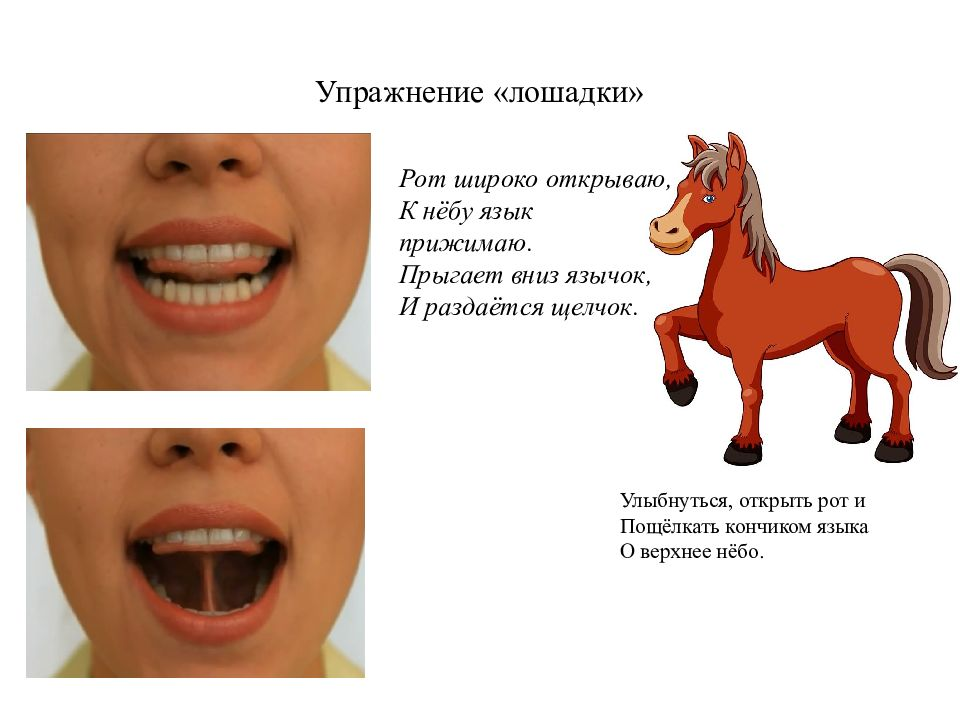 Упражнение «лошадки»
Рот широко открываю,
К нёбу язык
прижимаю.
Прыгает вниз язычок,
И раздаётся щелчок.
Улыбнуться, открыть рот и
Пощёлкать кончиком языка
О верхнее нёбо.